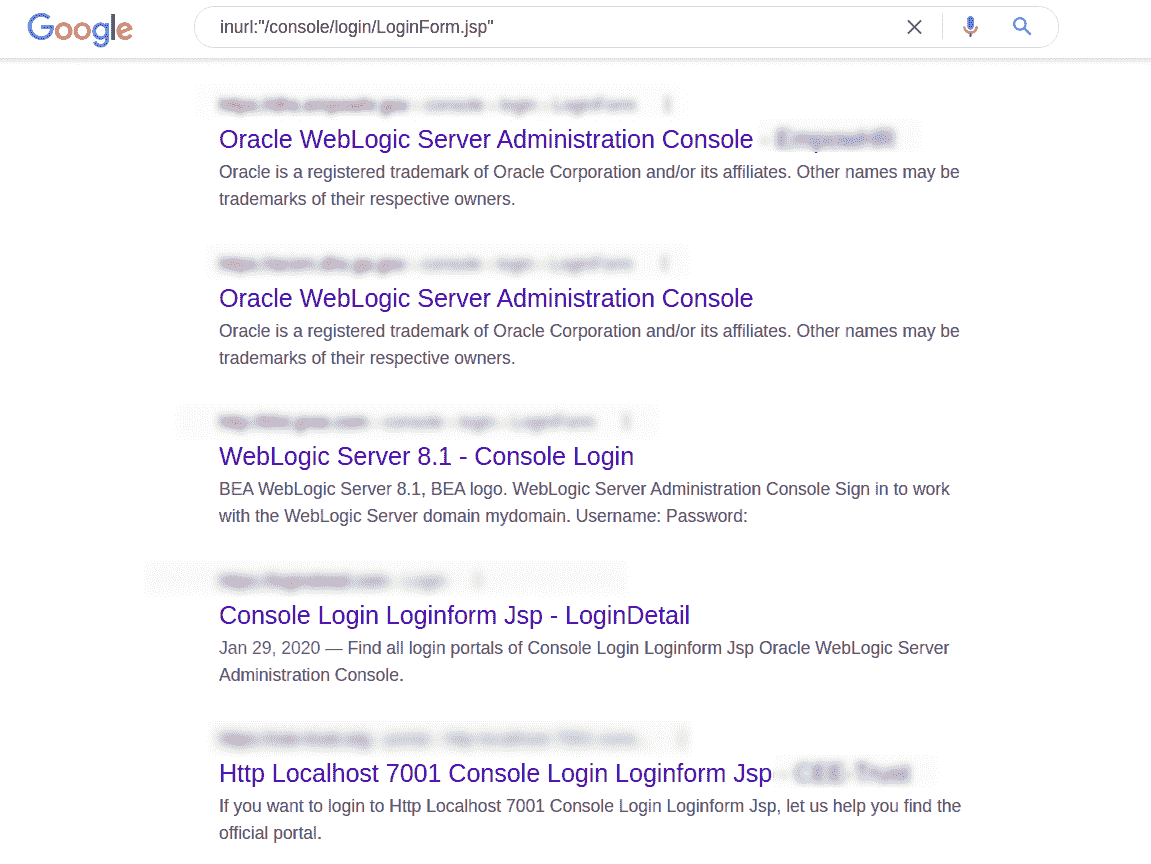 Google
inurl:"/console/login/LoginForm.jsp"
Oracle WebLogic Server Administration Console
Oracle is a registered trademark of Oracle Corporation and/or its affiliates. Other names may be
trademarks of their respective owners.
Oracle WebLogic Server Administration Console
Oracle is a registered trademark of Oracle Corporation and/or its affiliates. Other names may be
trademarks of their respective owners.
WebLogic Server 8.1 - Console Login
BEA WebLogic Server 8.1, BEA logo. WebLogic Server Administration Console Sign in to work
with the WebLogic Server domain mydomain. Username: Password:
Console Login Loginform Jsp - LoginDetail
Jan 29, 2020 — Find all login portals of Console Login Loginform Jsp Oracle WebLogic Server
Administration Console.
Http Localhost 7001 Console Login Loginform Jsp
If you want to login to Http Localhost 7001 Console Login Loginform Jsp, let us help you find the
official portal.